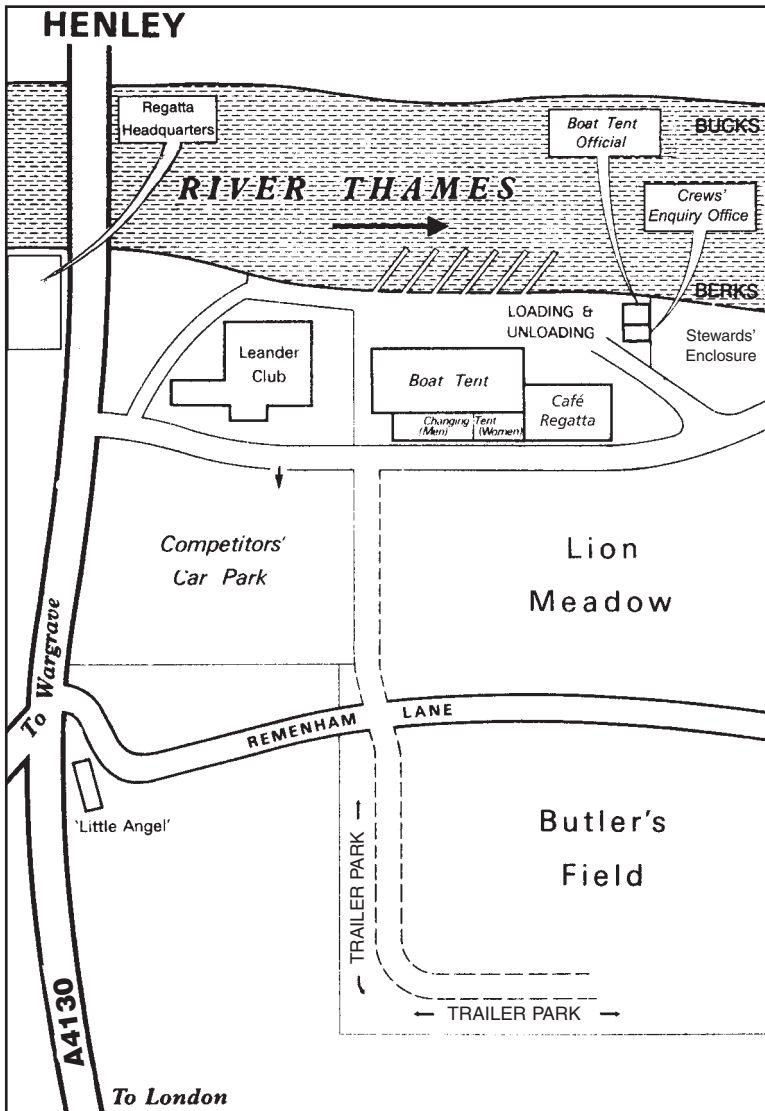 HENLEY
Regatta
Headquarters
Boat Tent
Official
BUCKS
RIVER THAMES
Crews'
Enquiry Office
BERKS
LOADING &
UNLOADING
Stewards'
Enclosure
Leander
Club
Boat Tent
Café
Regatta
Changing Tent
(Men) (Women)
Competitors'
Car Park
Lion
Meadow
To Wargrave
REMENHAM LANE
'Little Angel'
Butler's
Field
TRAILER PARK
TRAILER PARK
A4130
To London